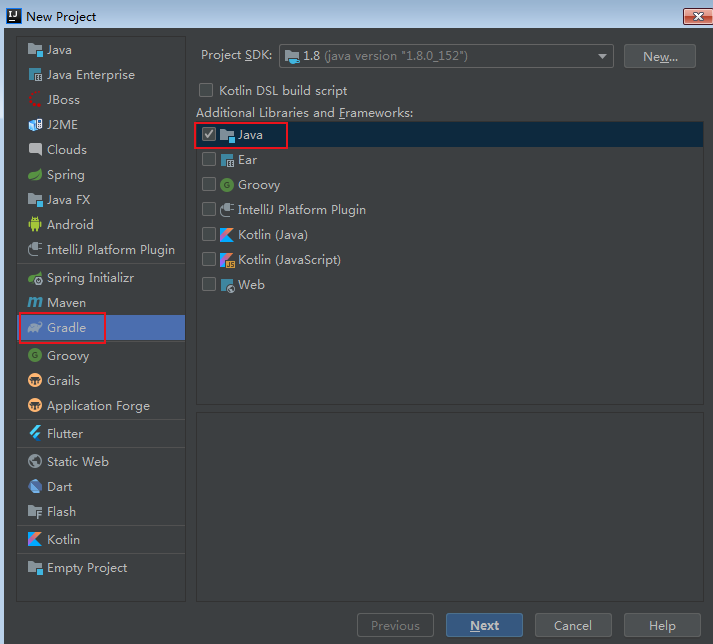 New Project
Java
Java Enterprise
JBoss
J2ME
Clouds
Spring
Java FX
Android
IntelliJ Platform Plugin
Spring Initializr
Maven
Gradle
Groovy
Grails
Application Forge
Flutter
Static Web
Dart
Flash
Kotlin
Empty Project
Project SDK: 1.8 (java version "1.8.0_152") New...
Kotlin DSL build script
Additional Libraries and Frameworks:
Java
Ear
Groovy
IntelliJ Platform Plugin
Kotlin (Java)
Kotlin (JavaScript)
Web
Previous Next Cancel Help